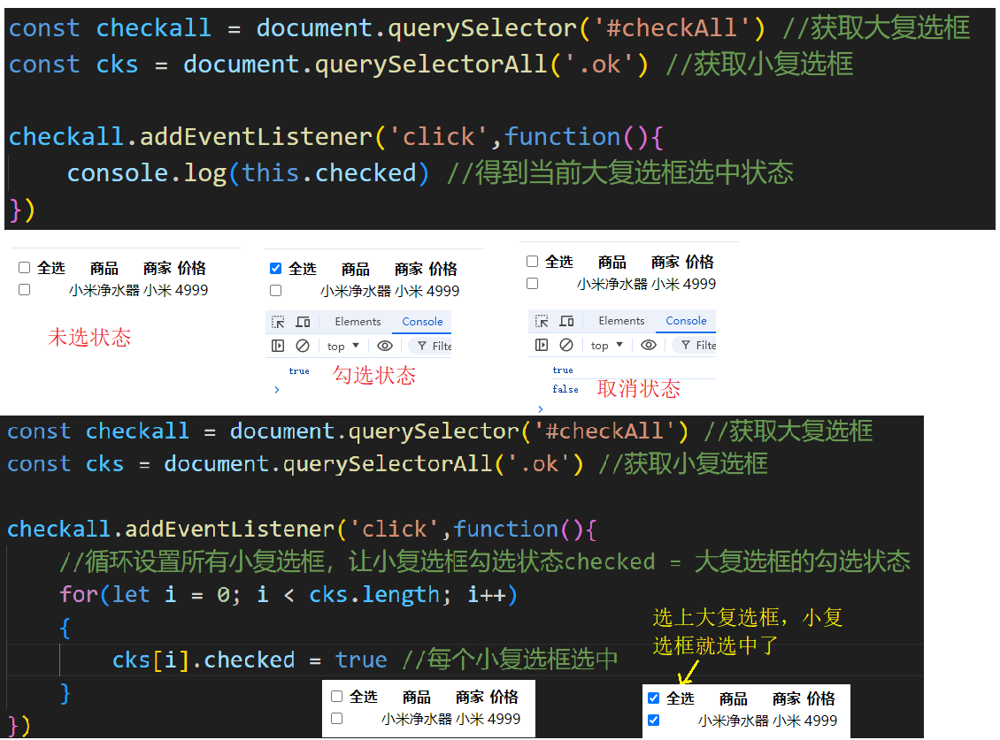 const checkall = document.querySelector('#checkAll') //获取大复选框
const cks = document.querySelectorAll('.ok') //获取小复选框
checkall.addEventListener('click',function(){
console.log(this.checked) //得到当前大复选框选中状态
})
全选 商品 商家 价格
小米净水器 小米 4999
未选状态
全选 商品 商家 价格
小米净水器 小米 4999
Elements Console
top Filte
true
勾选状态
全选 商品 商家 价格
小米净水器 小米 4999
Elements Console
top Filte
true
false
取消状态
const checkall = document.querySelector('#checkAll') //获取大复选框
const cks = document.querySelectorAll('.ok') //获取小复选框
checkall.addEventListener('click',function(){
//循环设置所有小复选框，让小复选框勾选状态checked = 大复选框的勾选状态
for(let i = 0; i < cks.length; i++)
{
cks[i].checked = true //每个小复选框选中
}
})
选上大复选框，小复
选框就选中了
全选 商品 商家 价格
小米净水器 小米 4999
全选 商品 商家 价格
小米净水器 小米 4999